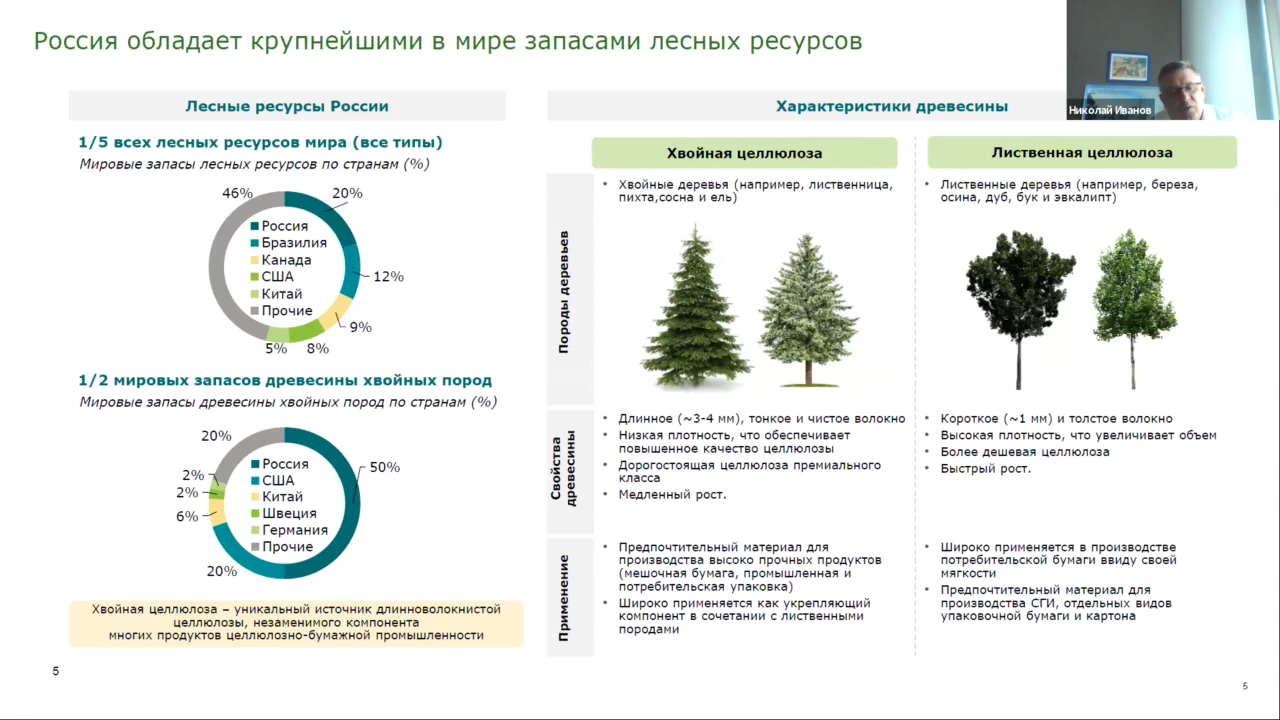 Россия обладает крупнейшими в мире запасами лесных ресурсов
Николай Иванов
Лесные ресурсы России
1/5 всех лесных ресурсов мира (все типы)
Мировые запасы лесных ресурсов по странам (%)
46%
20%
Россия
Бразилия
Канада
США
Китай
Прочие
12%
9%
8%
5%
1/2 мировых запасов древесины хвойных пород
Мировые запасы древесины хвойных пород по странам (%)
20%
50%
2%
2%
6%
20%
Россия
США
Китай
Швеция
Германия
Прочие
Хвойная целлюлоза – уникальный источник длинноволокнистой
целлюлозы, незаменимого компонента
многих продуктов целлюлозно-бумажной промышленности
5
Характеристики древесины
Хвойная целлюлоза
Лиственная целлюлоза
Породы деревьев
• Хвойные деревья (например, лиственница,
пихта,сосна и ель)
• Лиственные деревья (например, береза,
осина, дуб, бук и эвкалипт)
Свойства
древесины
• Длинное (~3-4 мм), тонкое и чистое волокно
• Низкая плотность, что обеспечивает
повышенное качество целлюлозы
• Дорогостоящая целлюлоза премиального
класса
• Медленный рост.
• Короткое (~1 мм) и толстое волокно
• Высокая плотность, что увеличивает объем
• Более дешевая целлюлоза
• Быстрый рост.
Применение
• Предпочтительный материал для
производства высоко прочных продуктов
(мешочная бумага, промышленная и
потребительская упаковка)
• Широко применяется как укрепляющий
компонент в сочетании с лиственными
породами
• Широко применяется в производстве
потребительской бумаги ввиду своей
мягкости
• Предпочтительный материал для
производства СГИ, отдельных видов
упаковочной бумаги и картона
5